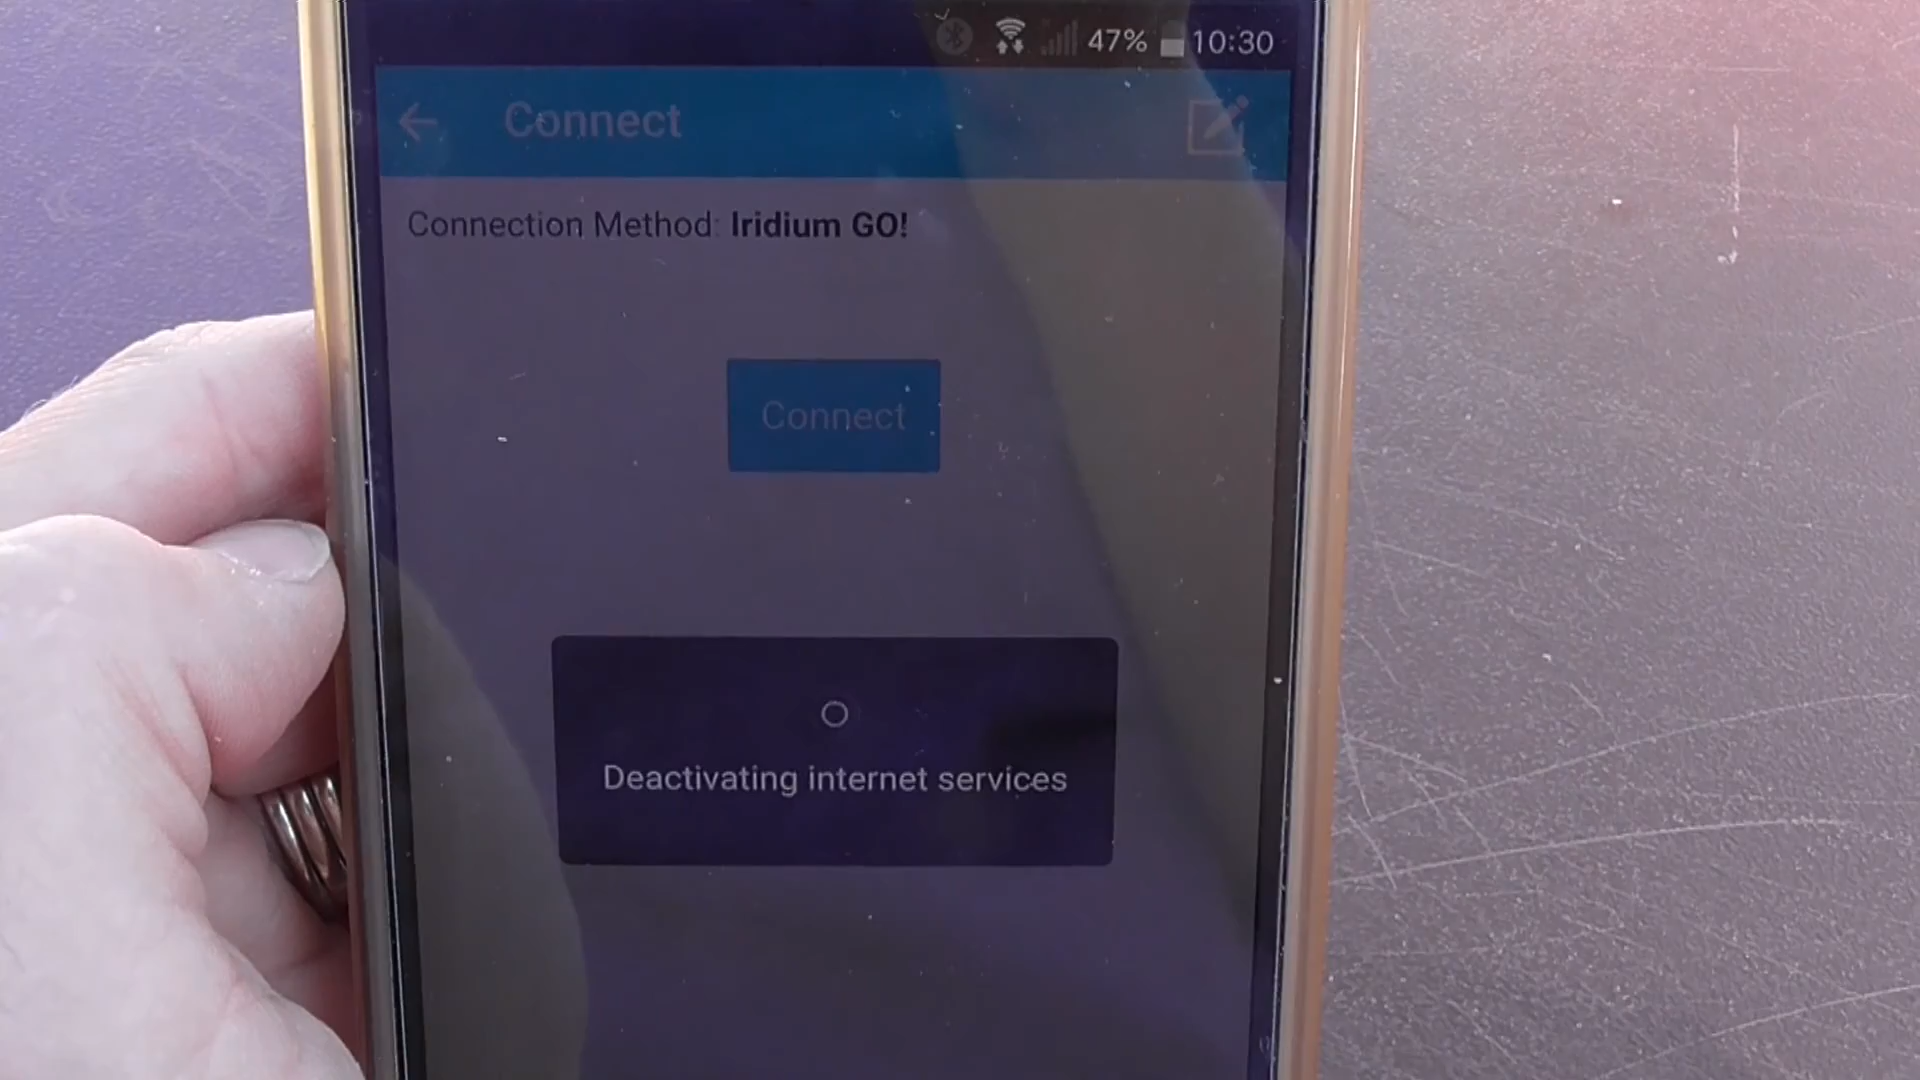 47% 10:30
Connect
Connection Method: Iridium GO!
Connect
Deactivating internet services